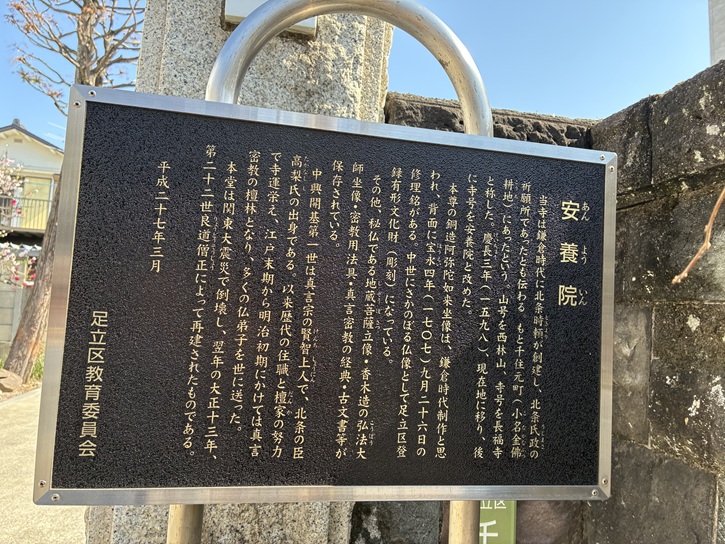 安養院
あん よう いん
当寺は鎌倉時代に北条時頼が創建し、北条氏政の
祈願所であったとも伝わる　もと千住元町（小名金佛
耕地）にあったという。山号を西林山、寺号を長福寺
と称した。慶長三年（一五九八）、現在地に移り、後
に寺号を安養院と改めた。
本尊の銅造阿弥陀如来坐像は、鎌倉時代制作と思
われ、背面に宝永四年（一七〇七）九月二十六日の
修理銘がある、中世にさかのぼる仏像として足立区登
録有形文化財（彫刻）になっている。
その他、秘仏である地蔵菩薩立像・香木造の弘法大
師坐像・密教用法具・真言密教の経典・古文書等が
保存されている。
中興開基第一世は真言宗の賢智上人で、北条の臣
高梨氏の出身である。以来歴代の住職と檀家の努力
で寺運栄え、江戸末期から明治初期にかけては真言
密教の檀林となり、多くの仏弟子を世に送った。
本堂は関東大震災で倒壊し、翌年の大正十三年、
第二十二世良道僧正によって再建されたものである。
平成二十七年三月
足立区教育委員会
立区